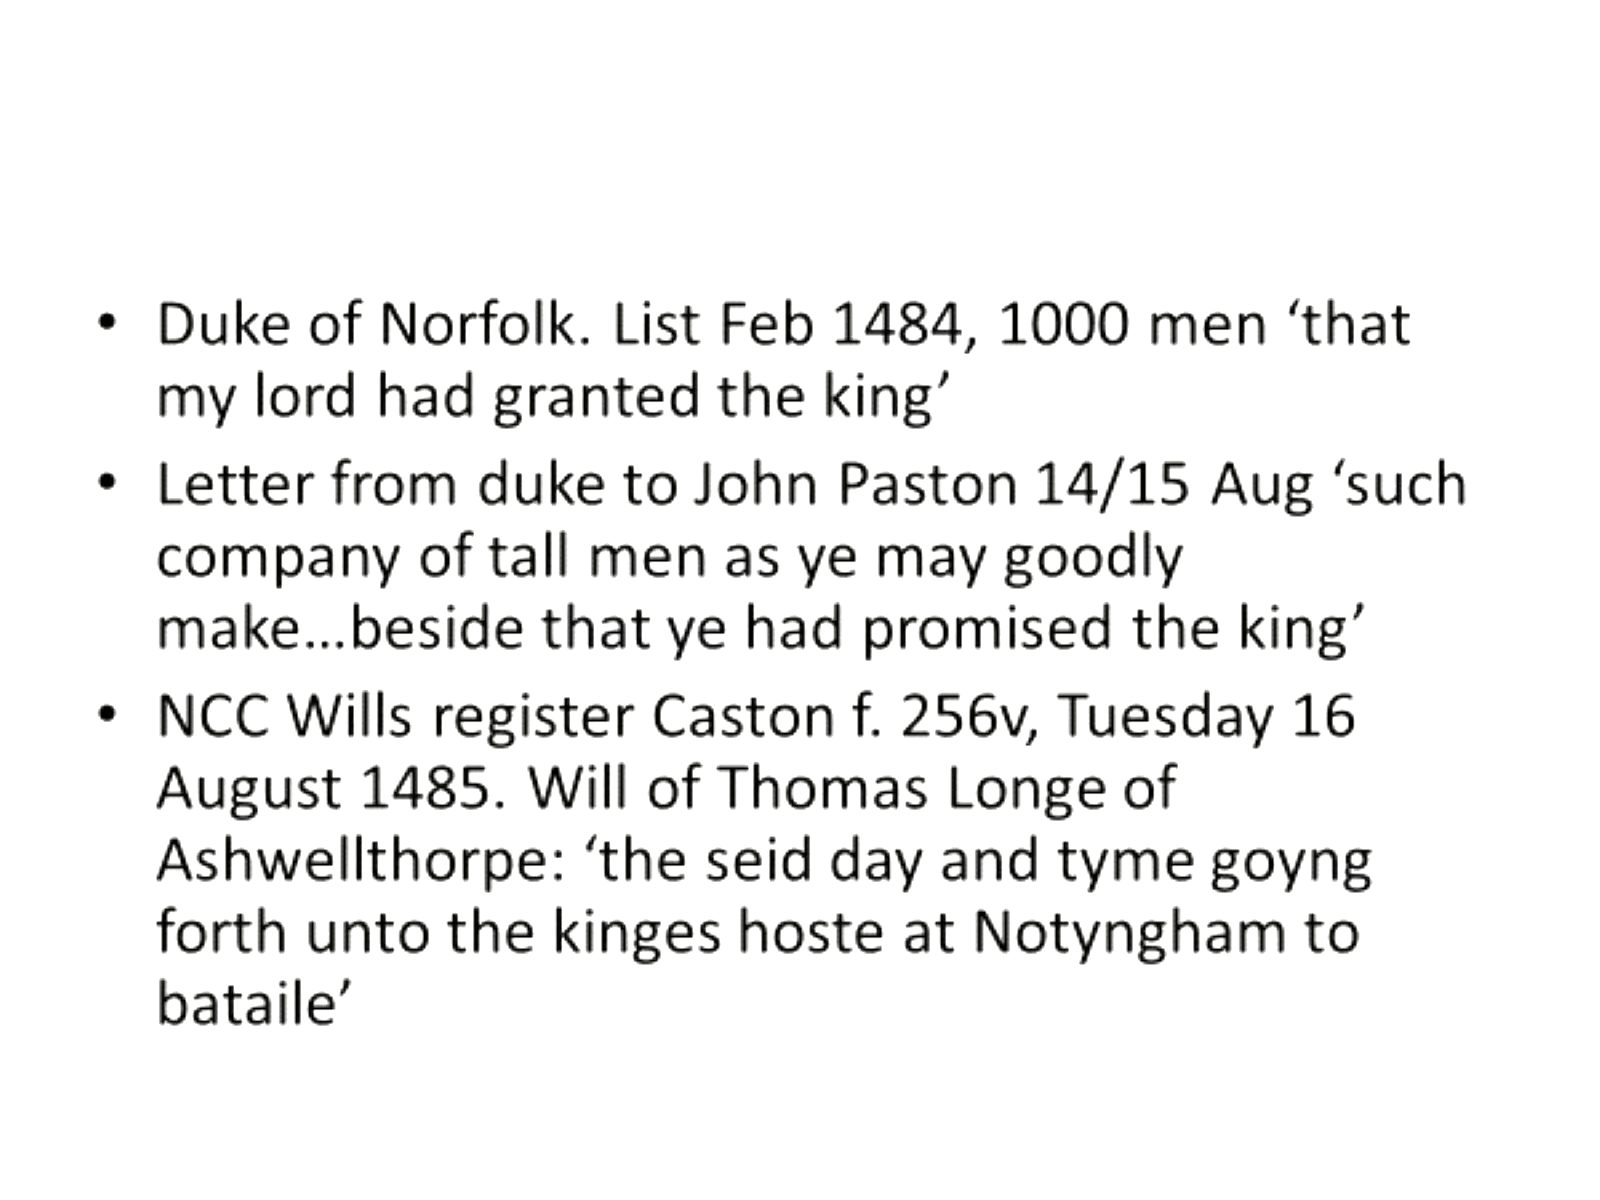 • Duke of Norfolk. List Feb 1484, 1000 men ‘that
my lord had granted the king’
• Letter from duke to John Paston 14/15 Aug ‘such
company of tall men as ye may goodly
make…beside that ye had promised the king’
• NCC Wills register Caston f. 256v, Tuesday 16
August 1485. Will of Thomas Longe of
Ashwellthorpe: ‘the seid day and tyme goyng
forth unto the kinges hoste at Notyngham to
bataile’